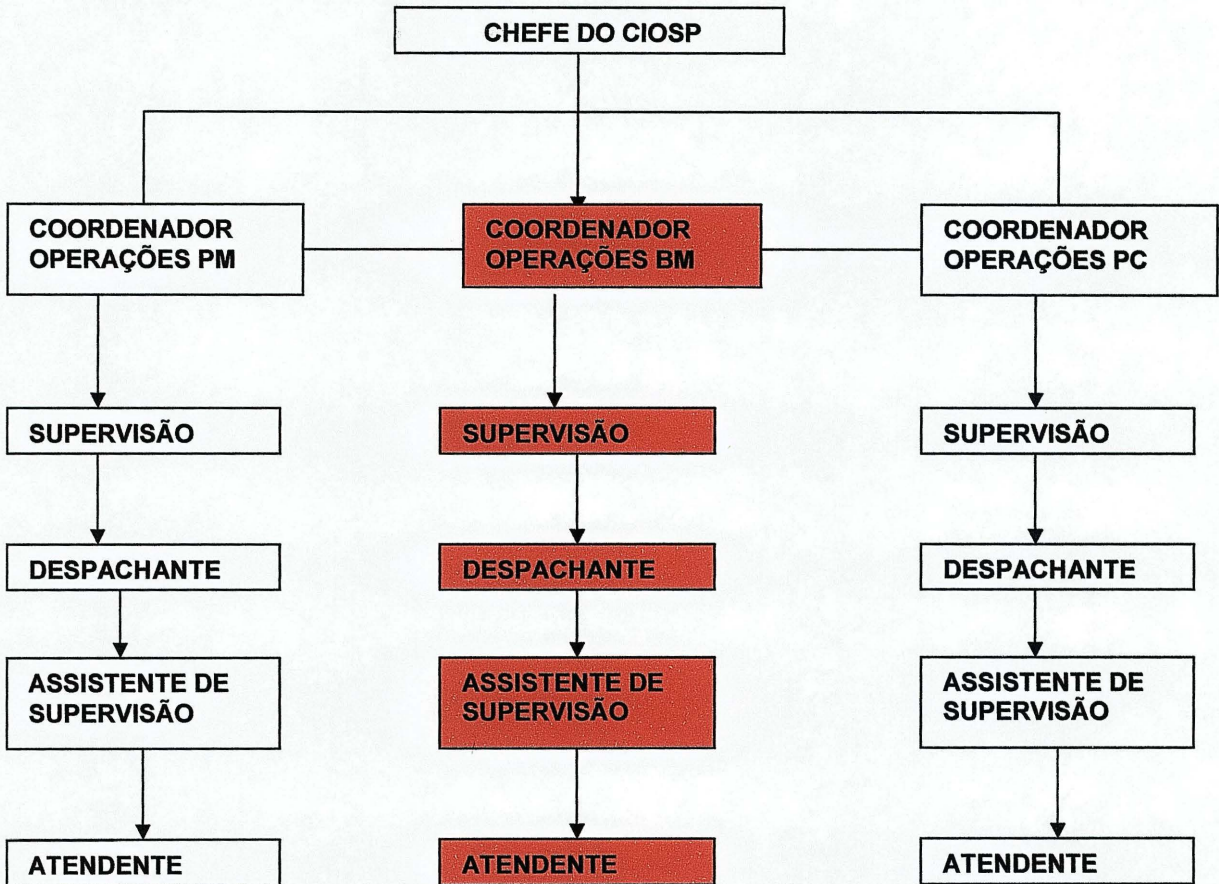 CHEFE DO CIOSP
COORDENADOR
OPERAÇÕES PM
COORDENADOR
OPERAÇÕES BM
COORDENADOR
OPERAÇÕES PC
SUPERVISÃO
SUPERVISÃO
SUPERVISÃO
DESPACHANTE
DESPACHANTE
DESPACHANTE
ASSISTENTE DE
SUPERVISÃO
ASSISTENTE DE
SUPERVISÃO
ASSISTENTE DE
SUPERVISÃO
ATENDENTE
ATENDENTE
ATENDENTE